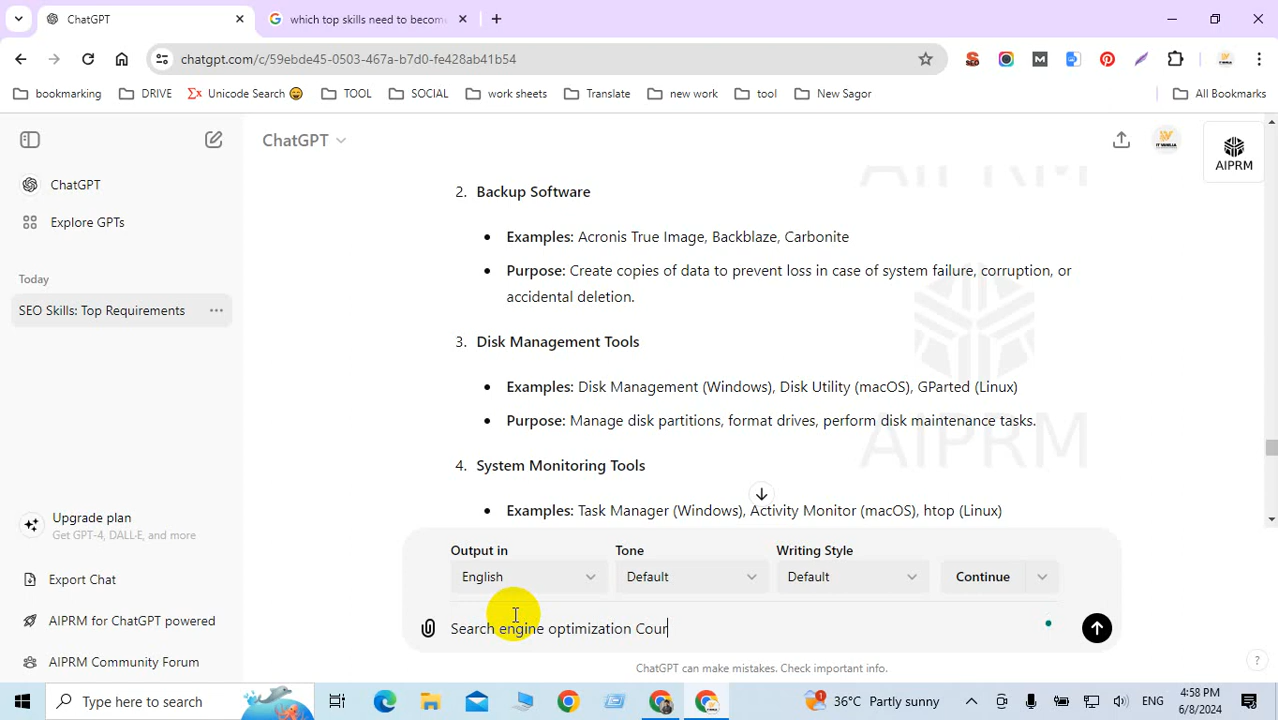 ChatGPT
which top skills need to becom
chatgpt.com/c/59ebde45-0503-467a-b7d0-fe428ab41b54
bookmarking
DRIVE
Unicode Search
TOOL
SOCIAL
work sheets
Translate
new work
tool
New Sagor
All Bookmarks
ChatGPT
AIPRM
ChatGPT
Explore GPTs
Today
SEO Skills: Top Requirements
2. Backup Software
Examples: Acronis True Image, Backblaze, Carbonite
Purpose: Create copies of data to prevent loss in case of system failure, corruption, or
accidental deletion.
3. Disk Management Tools
Examples: Disk Management (Windows), Disk Utility (macOS), GParted (Linux)
Purpose: Manage disk partitions, format drives, perform disk maintenance tasks.
AIPRM
4. System Monitoring Tools
Examples: Task Manager (Windows), Activity Monitor (macOS), htop (Linux)
Upgrade plan
Get GPT-4, DALL·E, and more
Export Chat
AIPRM for ChatGPT powered
AIPRM Community Forum
Output in
Tone
Writing Style
English
Default
Default
Continue
Search engine optimization Cour
ChatGPT can make mistakes. Check important info.
?
Type here to search
1
36°C Partly sunny
ENG
4:58 PM
6/8/2024